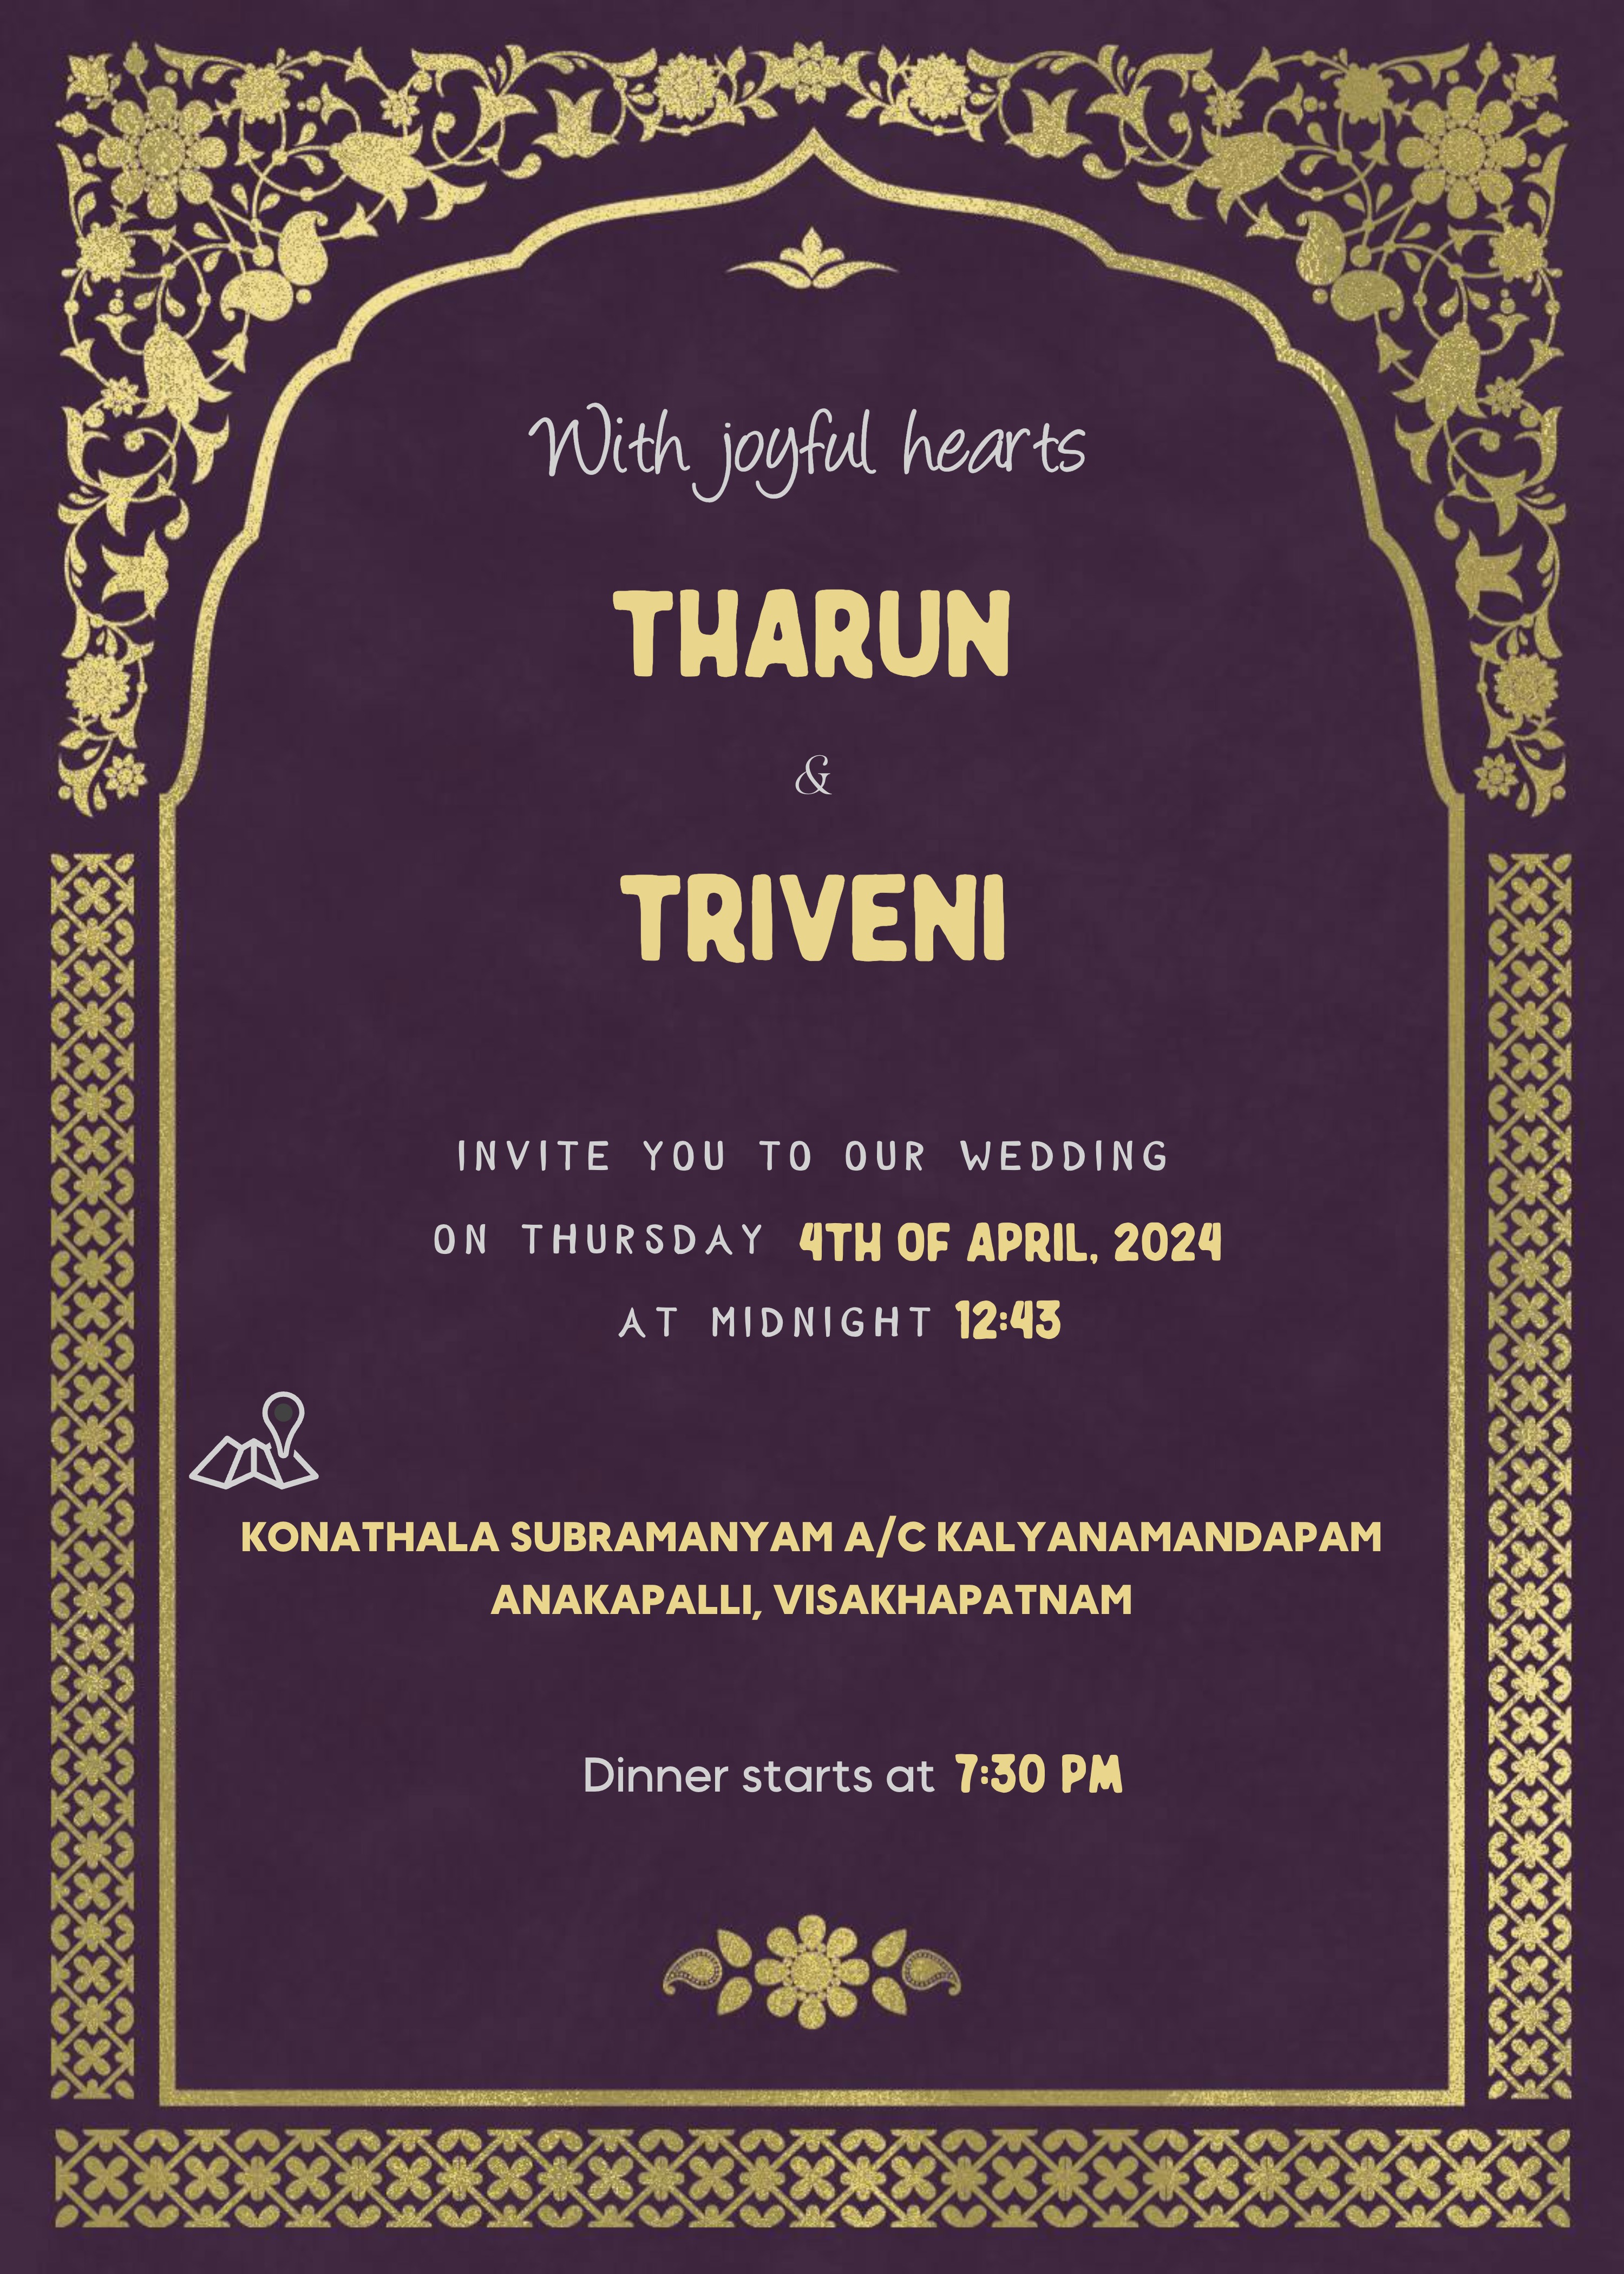 With joyful hearts
THARUN
&
TRIVENI
INVITE YOU TO OUR WEDDING
ON THURSDAY 4TH OF APRIL, 2024
AT MIDNIGHT 12:43
KONATHALA SUBRAMANYAM A/C KALYANAMANDAPAM
ANAKAPALLI, VISAKHAPATNAM
Dinner starts at 7:30 PM